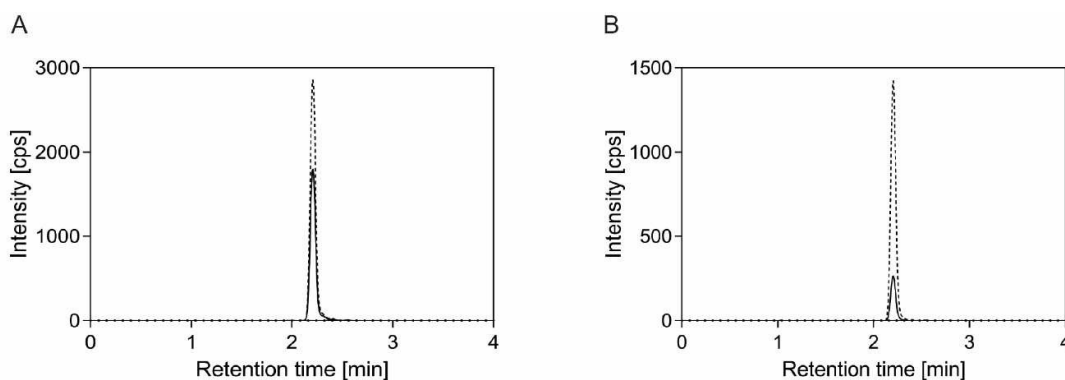 A
Intensity [cps]
3000
2000
1000
0
0 1 2 3 4
Retention time [min]
B
Intensity [cps]
1500
1000
500
0
0 1 2 3 4
Retention time [min]